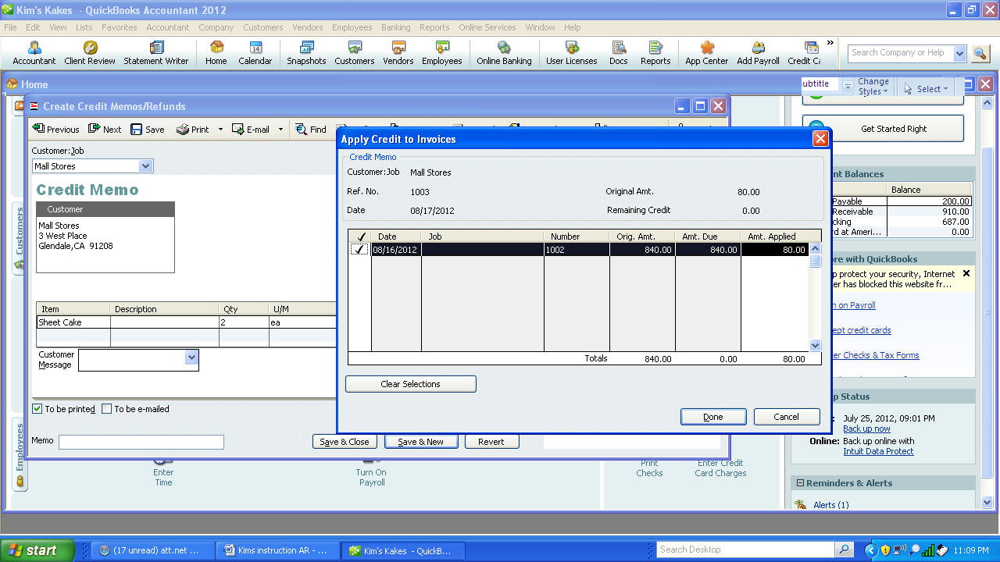 Kim's Kakes - QuickBooks Accountant 2012
File Edit View Lists Favorites Accountant Company Customers Vendors Employees Banking Reports Online Services Window Help
Accountant Client Review Statement Writer Home Calendar Snapshots Customers Vendors Employees Online Banking User Licenses Docs Reports App Center Add Payroll Credit Ca
Search Company or Help
Home
ubtitle
Change
Styles
Select
Create Credit Memos/Refunds
Previous Next Save Print E-mail Find
Customer:Job
Mall Stores
Credit Memo
Customer
Mall Stores
3 West Place
Glendale,CA 91208
Item Description Qty U/M
Sheet Cake 2 ea
Customer
Message
To be printed To be e-mailed
Memo
Save & Close Save & New Revert
Apply Credit to Invoices
Credit Memo
Customer:Job Mall Stores
Ref. No. 1003 Original Amt. 80.00
Date 08/17/2012 Remaining Credit 0.00
Date Job Number Orig. Amt. Amt. Due Amt. Applied
08/16/2012 1002 840.00 840.00 80.00
Totals 840.00 0.00 80.00
Clear Selections
Done Cancel
Customers
Employees
Enter
Time
Turn On
Payroll
Print
Checks
Enter Credit
Card Charges
Get Started Right
nt Balances
Balance
Payable 200.00
Receivable 910.00
cking 687.00
rd at Ameri... 0.00
re with QuickBooks
p protect your security, Internet
er has blocked this website fr...
n on Payroll
ept credit cards
er Checks & Tax Forms
p Status
: July 25, 2012, 09:01 PM
Back up now
Online: Back up online with
Intuit Data Protect
Reminders & Alerts
Alerts (1)
start
(17 unread) att.net ...
Kims instruction AR - ...
Kim's Kakes - QuickB...
Search Desktop
11:09 PM